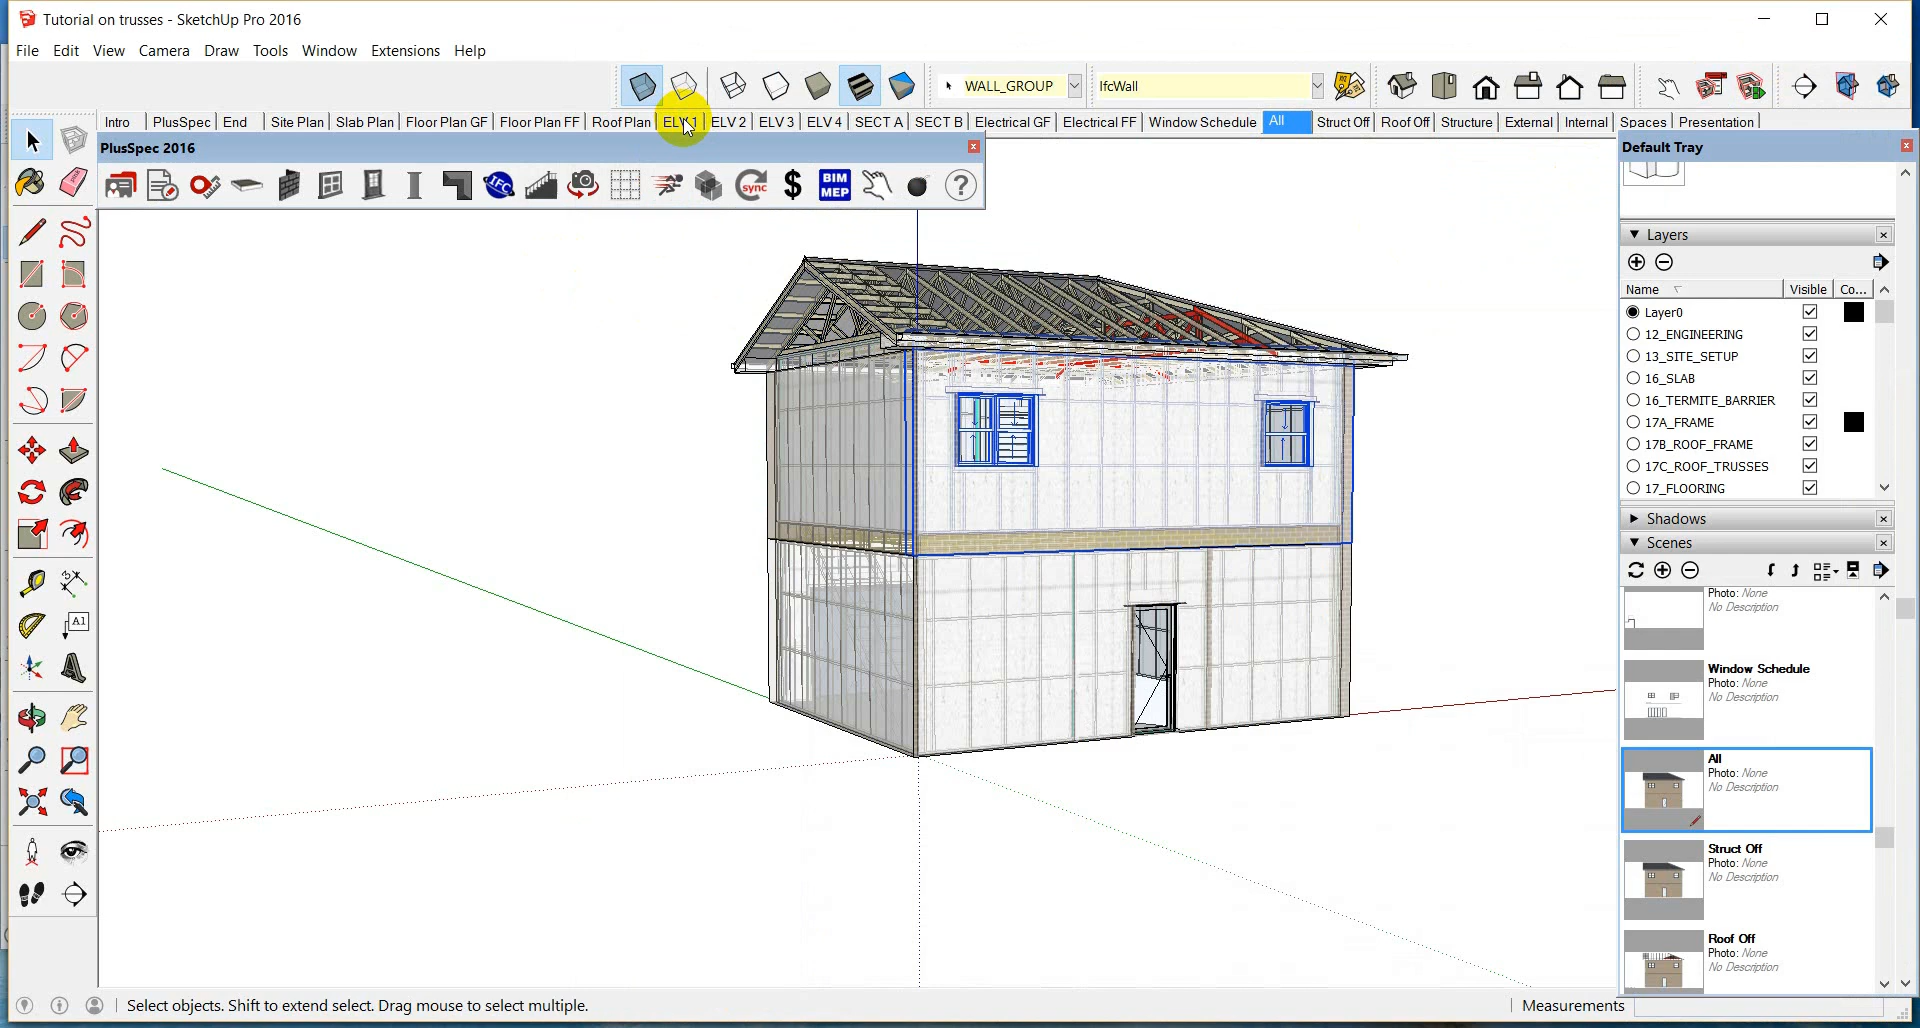 Tutorial on trusses - SketchUp Pro 2016
File Edit View Camera Draw Tools Window Extensions Help
WALL_GROUP IfcWall
Intro PlusSpec End Site Plan Slab Plan Floor Plan GF Floor Plan FF Roof Plan ELV 1 ELV 2 ELV 3 ELV 4 SECT A SECT B Electrical GF Electrical FF Window Schedule All Struct Off Roof Off Structure External Internal Spaces Presentation
PlusSpec 2016
IFC sync $ BIM MEP ?
A1
Default Tray
Layers
Name Visible Co...
Layer0
12_ENGINEERING
13_SITE_SETUP
16_SLAB
16_TERMITE_BARRIER
17A_FRAME
17B_ROOF_FRAME
17C_ROOF_TRUSSES
17_FLOORING
Shadows
Scenes
Photo: None
No Description
Window Schedule
Photo: None
No Description
All
Photo: None
No Description
Struct Off
Photo: None
No Description
Roof Off
Photo: None
No Description
Select objects. Shift to extend select. Drag mouse to select multiple.
Measurements